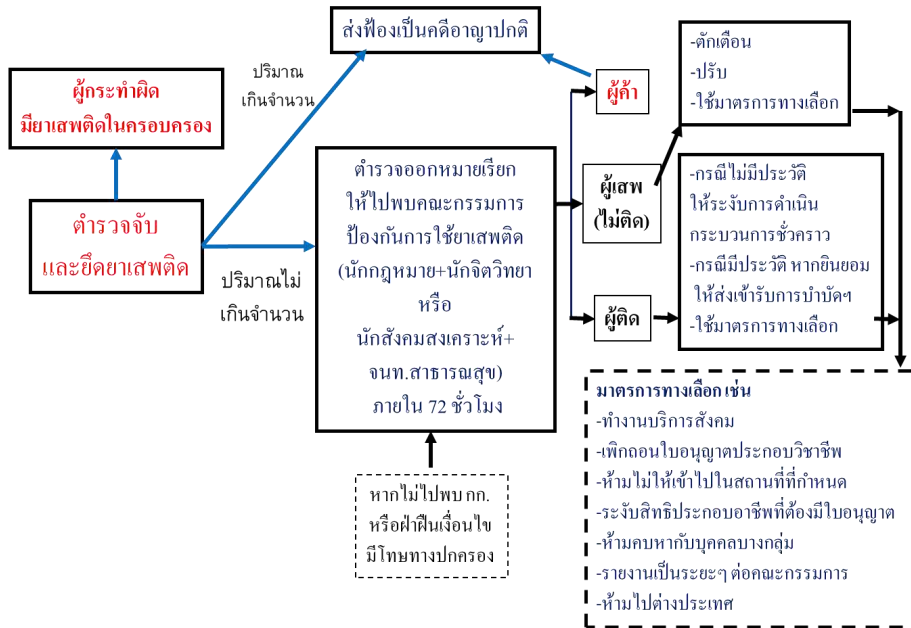 ส่งฟ้องเป็นคดีอาญาปกติ
ผู้กระทำผิด
มียาเสพติดในครอบครอง
ปริมาณ
เกินจำนวน
ตำรวจจับ
และยึดยาเสพติด
ปริมาณไม่
เกินจำนวน
ตำรวจออกหมายเรียก
ให้ไปพบคณะกรรมการ
ป้องกันการใช้ยาเสพติด
(นักกฎหมาย+นักจิตวิทยา
หรือ
นักสังคมสงเคราะห์+
จนท.สาธารณสุข)
ภายใน 72 ชั่วโมง
หากไม่ไปพบ กก.
หรือฝ่าฝืนเงื่อนไข
มีโทษทางปกครอง
ผู้ค้า
ผู้เสพ
(ไม่ติด)
ผู้ติด
-ตักเตือน
-ปรับ
-ใช้มาตรการทางเลือก
-กรณีไม่มีประวัติ
ให้ระงับการดำเนิน
กระบวนการชั่วคราว
-กรณีมีประวัติ หากยินยอม
ให้ส่งเข้ารับการบำบัดฯ
-ใช้มาตรการทางเลือก
มาตรการทางเลือก เช่น
-ทำงานบริการสังคม
-เพิกถอนใบอนุญาตประกอบวิชาชีพ
-ห้ามไม่ให้เข้าไปในสถานที่ที่กำหนด
-ระงับสิทธิประกอบอาชีพที่ต้องมีใบอนุญาต
-ห้ามคบหากับบุคคลบางกลุ่ม
-รายงานเป็นระยะๆ ต่อคณะกรรมการ
-ห้ามไปต่างประเทศ